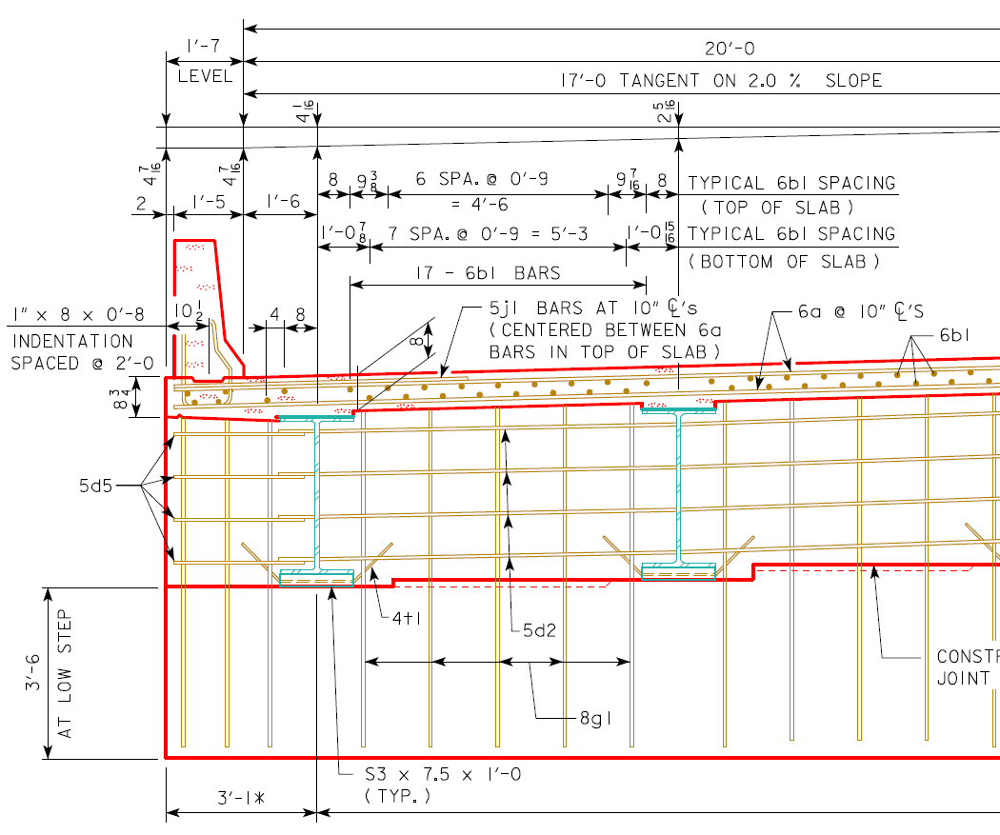 1'-7
20'-0
LEVEL
17'-0 TANGENT ON 2.0 % SLOPE
4 1/16
2 5/16
4 7/16
4 7/16
8
9 3/8
6 SPA. @ 0'-9
= 4'-6
9 7/16
8
TYPICAL 6b1 SPACING
(TOP OF SLAB)
2
1'-5
1'-6
1'-0 7/8
7 SPA. @ 0'-9 = 5'-3
1'-0 15/16
TYPICAL 6b1 SPACING
(BOTTOM OF SLAB)
17 - 6b1 BARS
1" x 8 x 0'-8
INDENTATION
SPACED @ 2'-0
10 1/2
4
8
8
5j1 BARS AT 10" ℄'s
(CENTERED BETWEEN 6a
BARS IN TOP OF SLAB)
6a @ 10" ℄'S
6b1
8 3/4
5d5
4t1
5d2
3'-6
AT LOW STEP
8g1
CONSTR
JOINT
S3 x 7.5 x 1'-0
(TYP.)
3'-1*